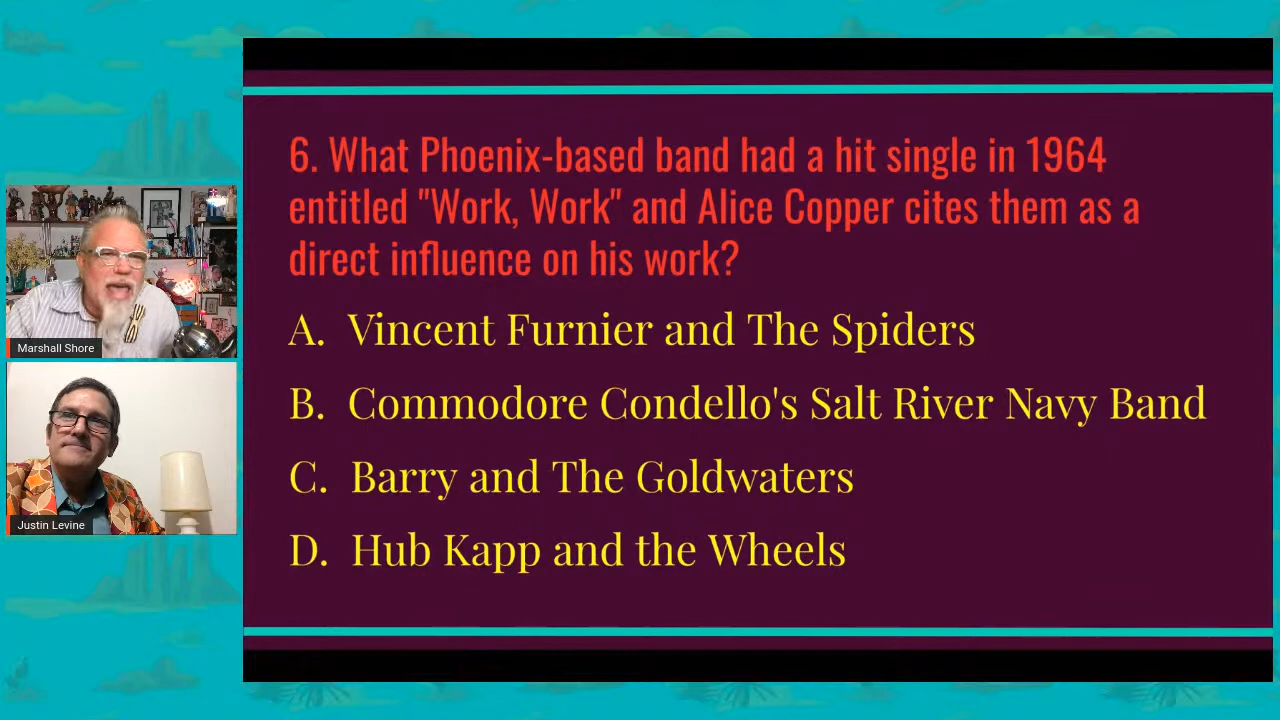 6. What Phoenix-based band had a hit single in 1964
entitled "Work, Work" and Alice Copper cites them as a
direct influence on his work?
A. Vincent Furnier and The Spiders
B. Commodore Condello's Salt River Navy Band
C. Barry and The Goldwaters
D. Hub Kapp and the Wheels
Marshall Shore
Justin Levine